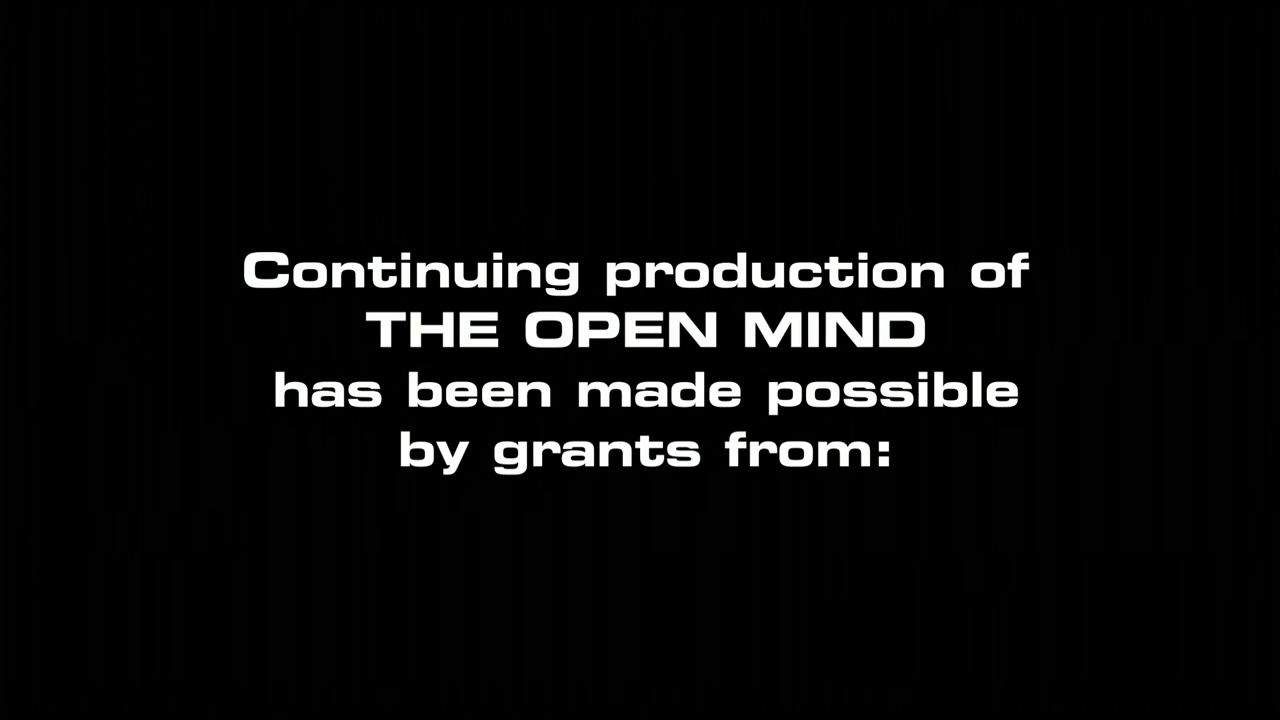 Continuing production of
THE OPEN MIND
has been made possible
by grants from: